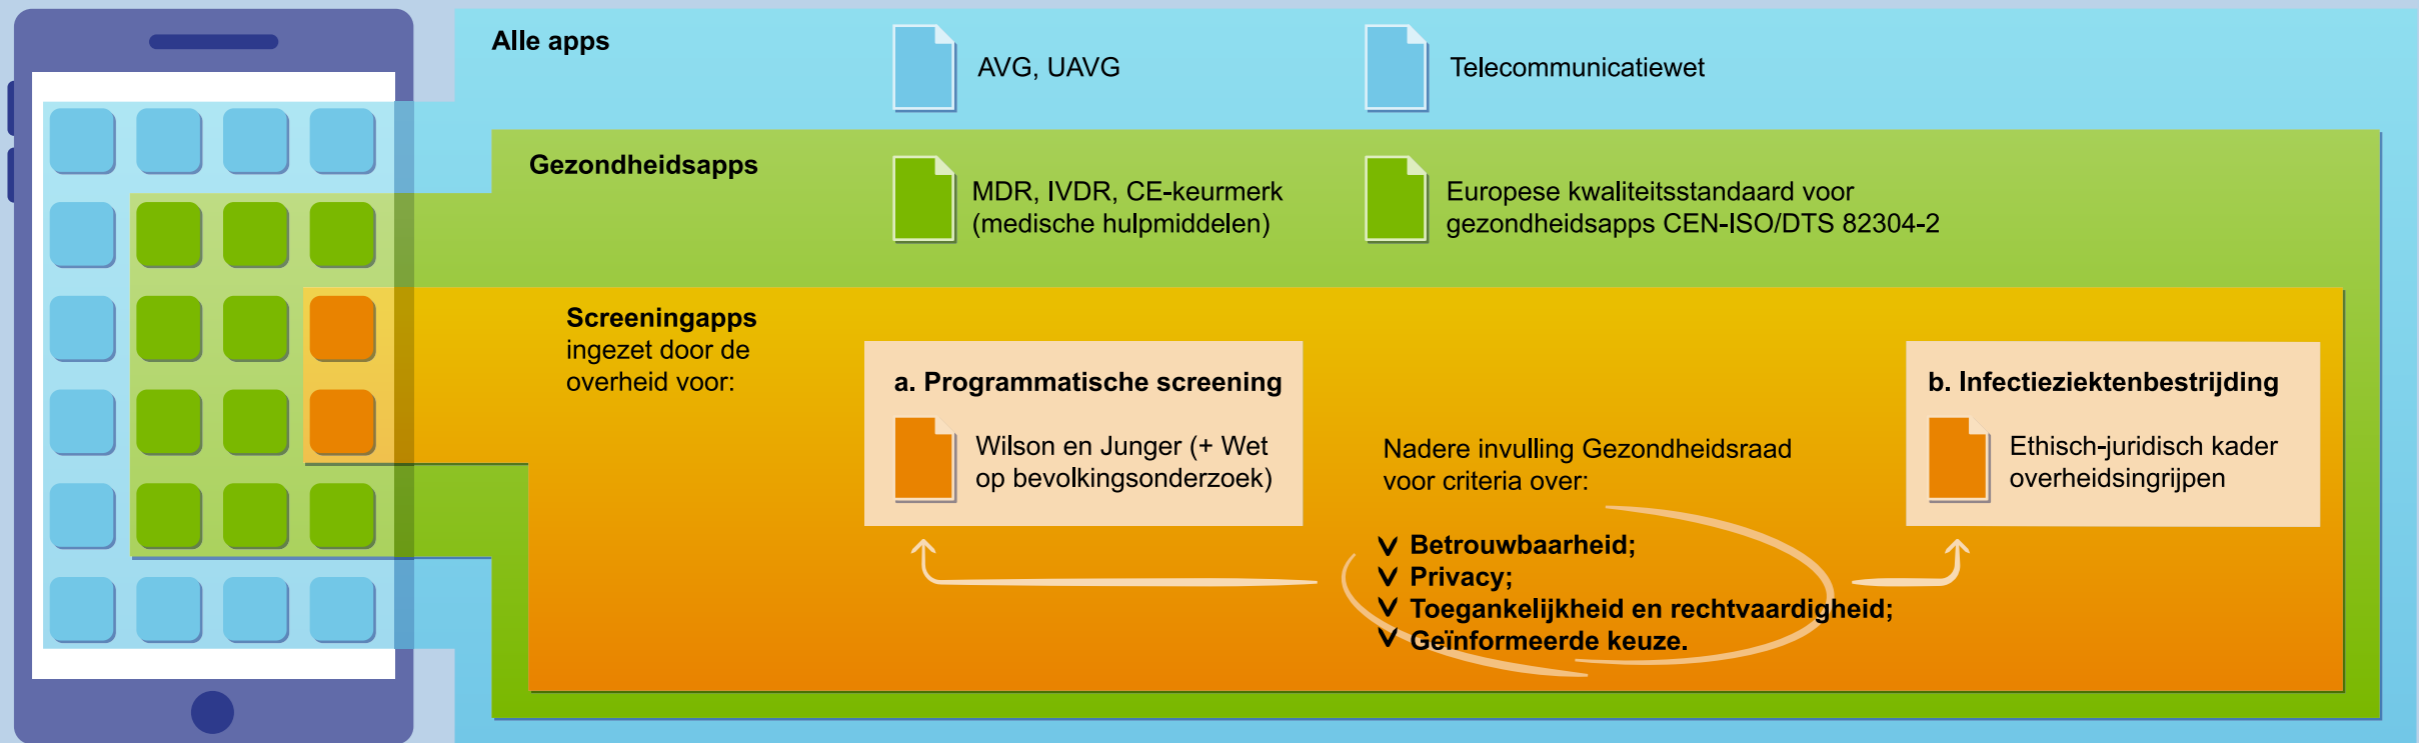 Alle apps
AVG, UAVG
Telecommunicatiewet
Gezondheidsapps
MDR, IVDR, CE-keurmerk
(medische hulpmiddelen)
Europese kwaliteitsstandaard voor
gezondheidsapps CEN-ISO/DTS 82304-2
Screeningapps
ingezet door de
overheid voor:
a. Programmatische screening
Wilson en Junger (+ Wet
op bevolkingsonderzoek)
Nadere invulling Gezondheidsraad
voor criteria over:
Betrouwbaarheid;
Privacy;
Toegankelijkheid en rechtvaardigheid;
Geïnformeerde keuze.
b. Infectieziektenbestrijding
Ethisch-juridisch kader
overheidsingrijpen